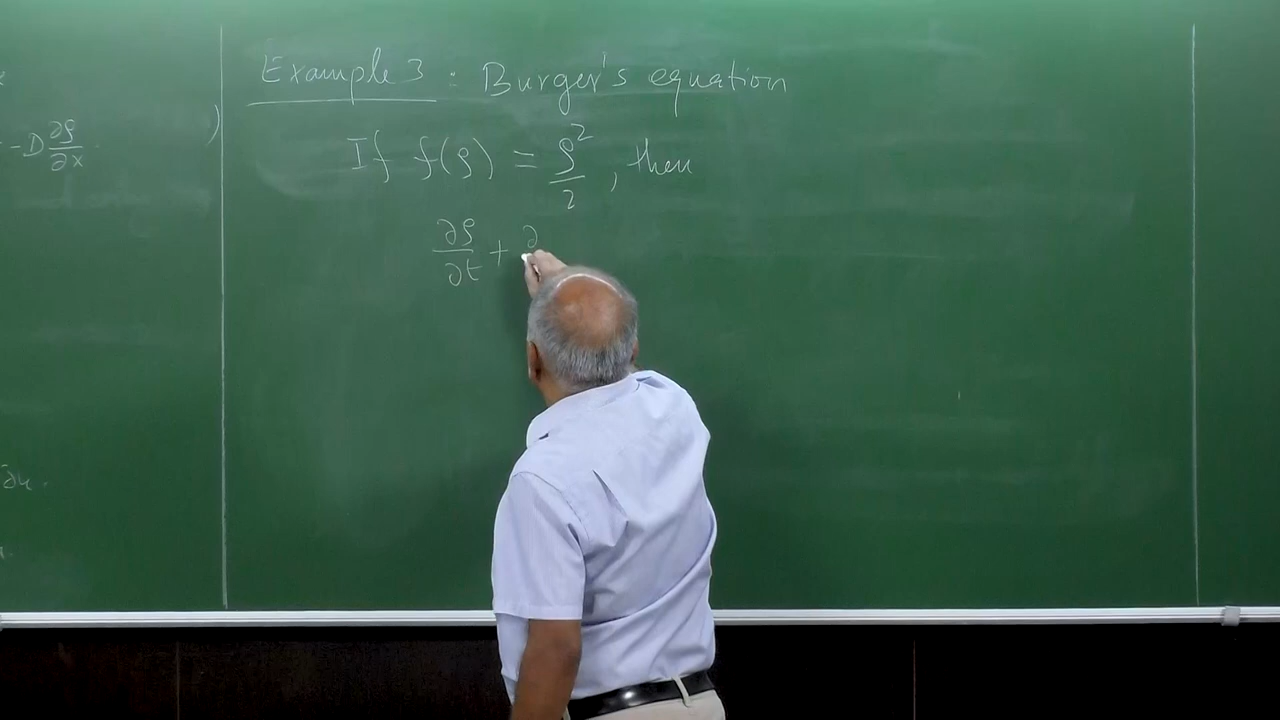 -D ∂ρ/∂x
)
∂u.
Example 3 : Burger's equation
If f(ρ) = ρ²/2 , then
∂ρ/∂t + ∂